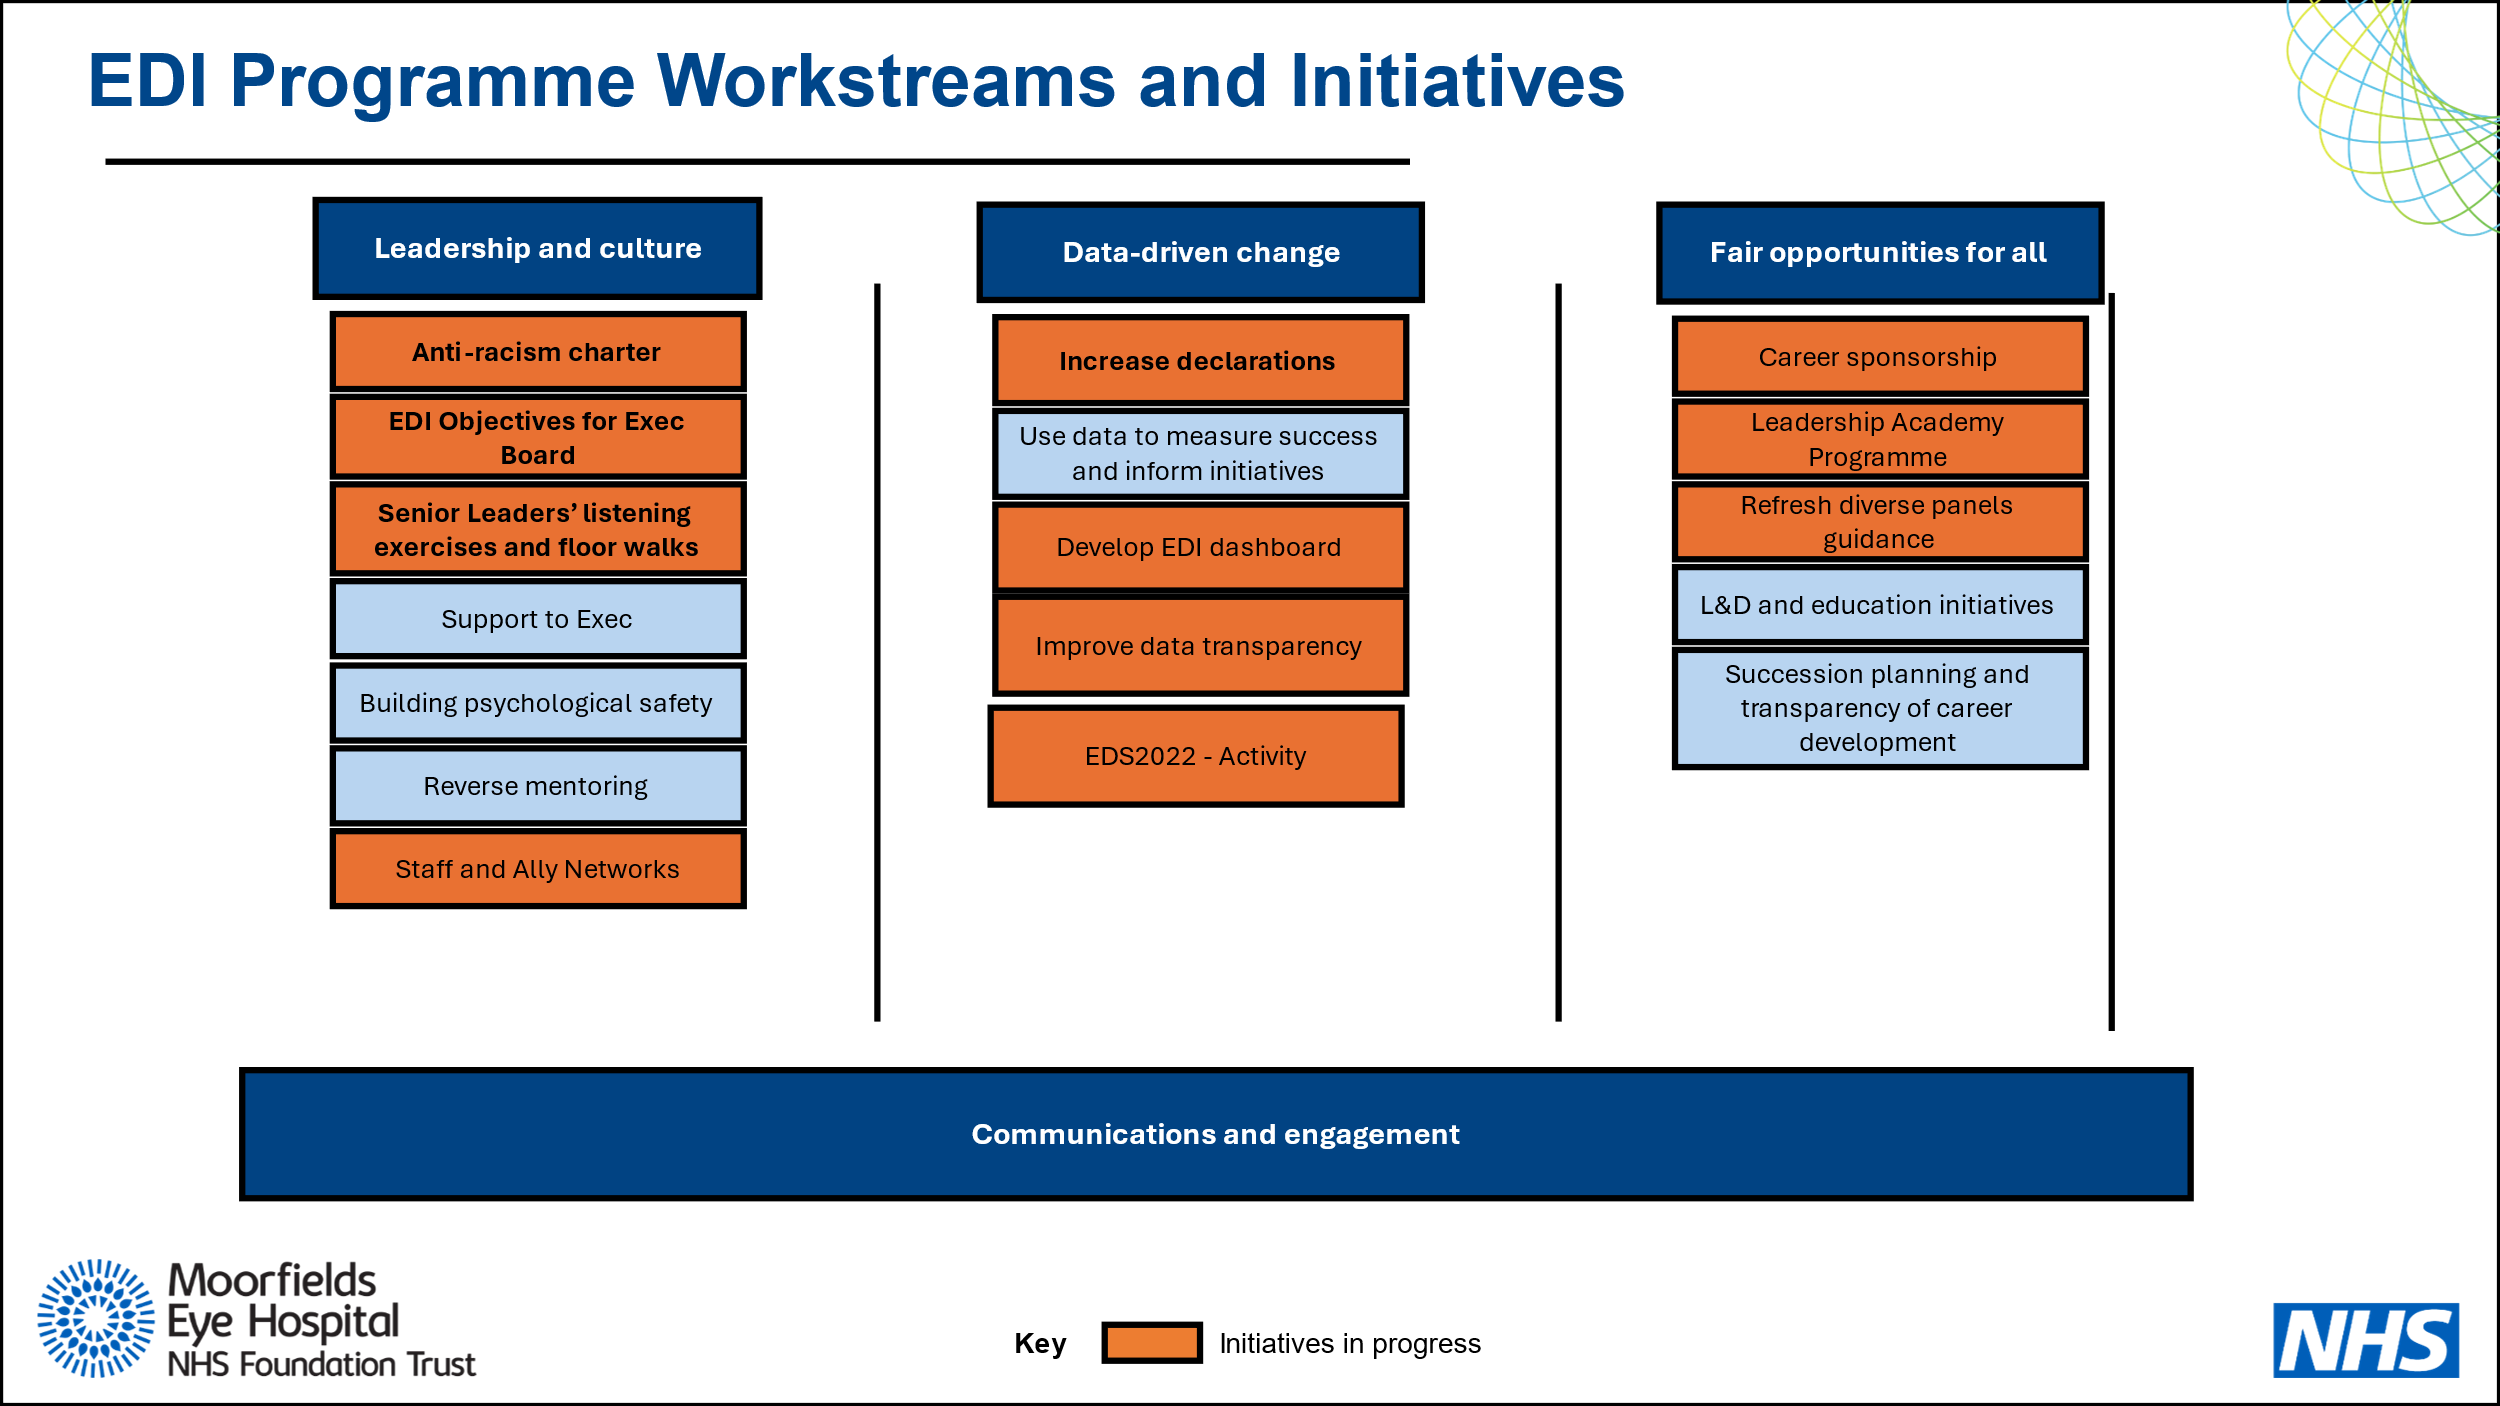 EDI Programme Workstreams and Initiatives
Leadership and culture
Anti-racism charter
EDI Objectives for Exec
Board
Senior Leaders’ listening
exercises and floor walks
Support to Exec
Building psychological safety
Reverse mentoring
Staff and Ally Networks
Data-driven change
Increase declarations
Use data to measure success
and inform initiatives
Develop EDI dashboard
Improve data transparency
EDS2022 - Activity
Fair opportunities for all
Career sponsorship
Leadership Academy
Programme
Refresh diverse panels
guidance
L&D and education initiatives
Succession planning and
transparency of career
development
Communications and engagement
Moorfields
Eye Hospital
NHS Foundation Trust
Key
Initiatives in progress
NHS